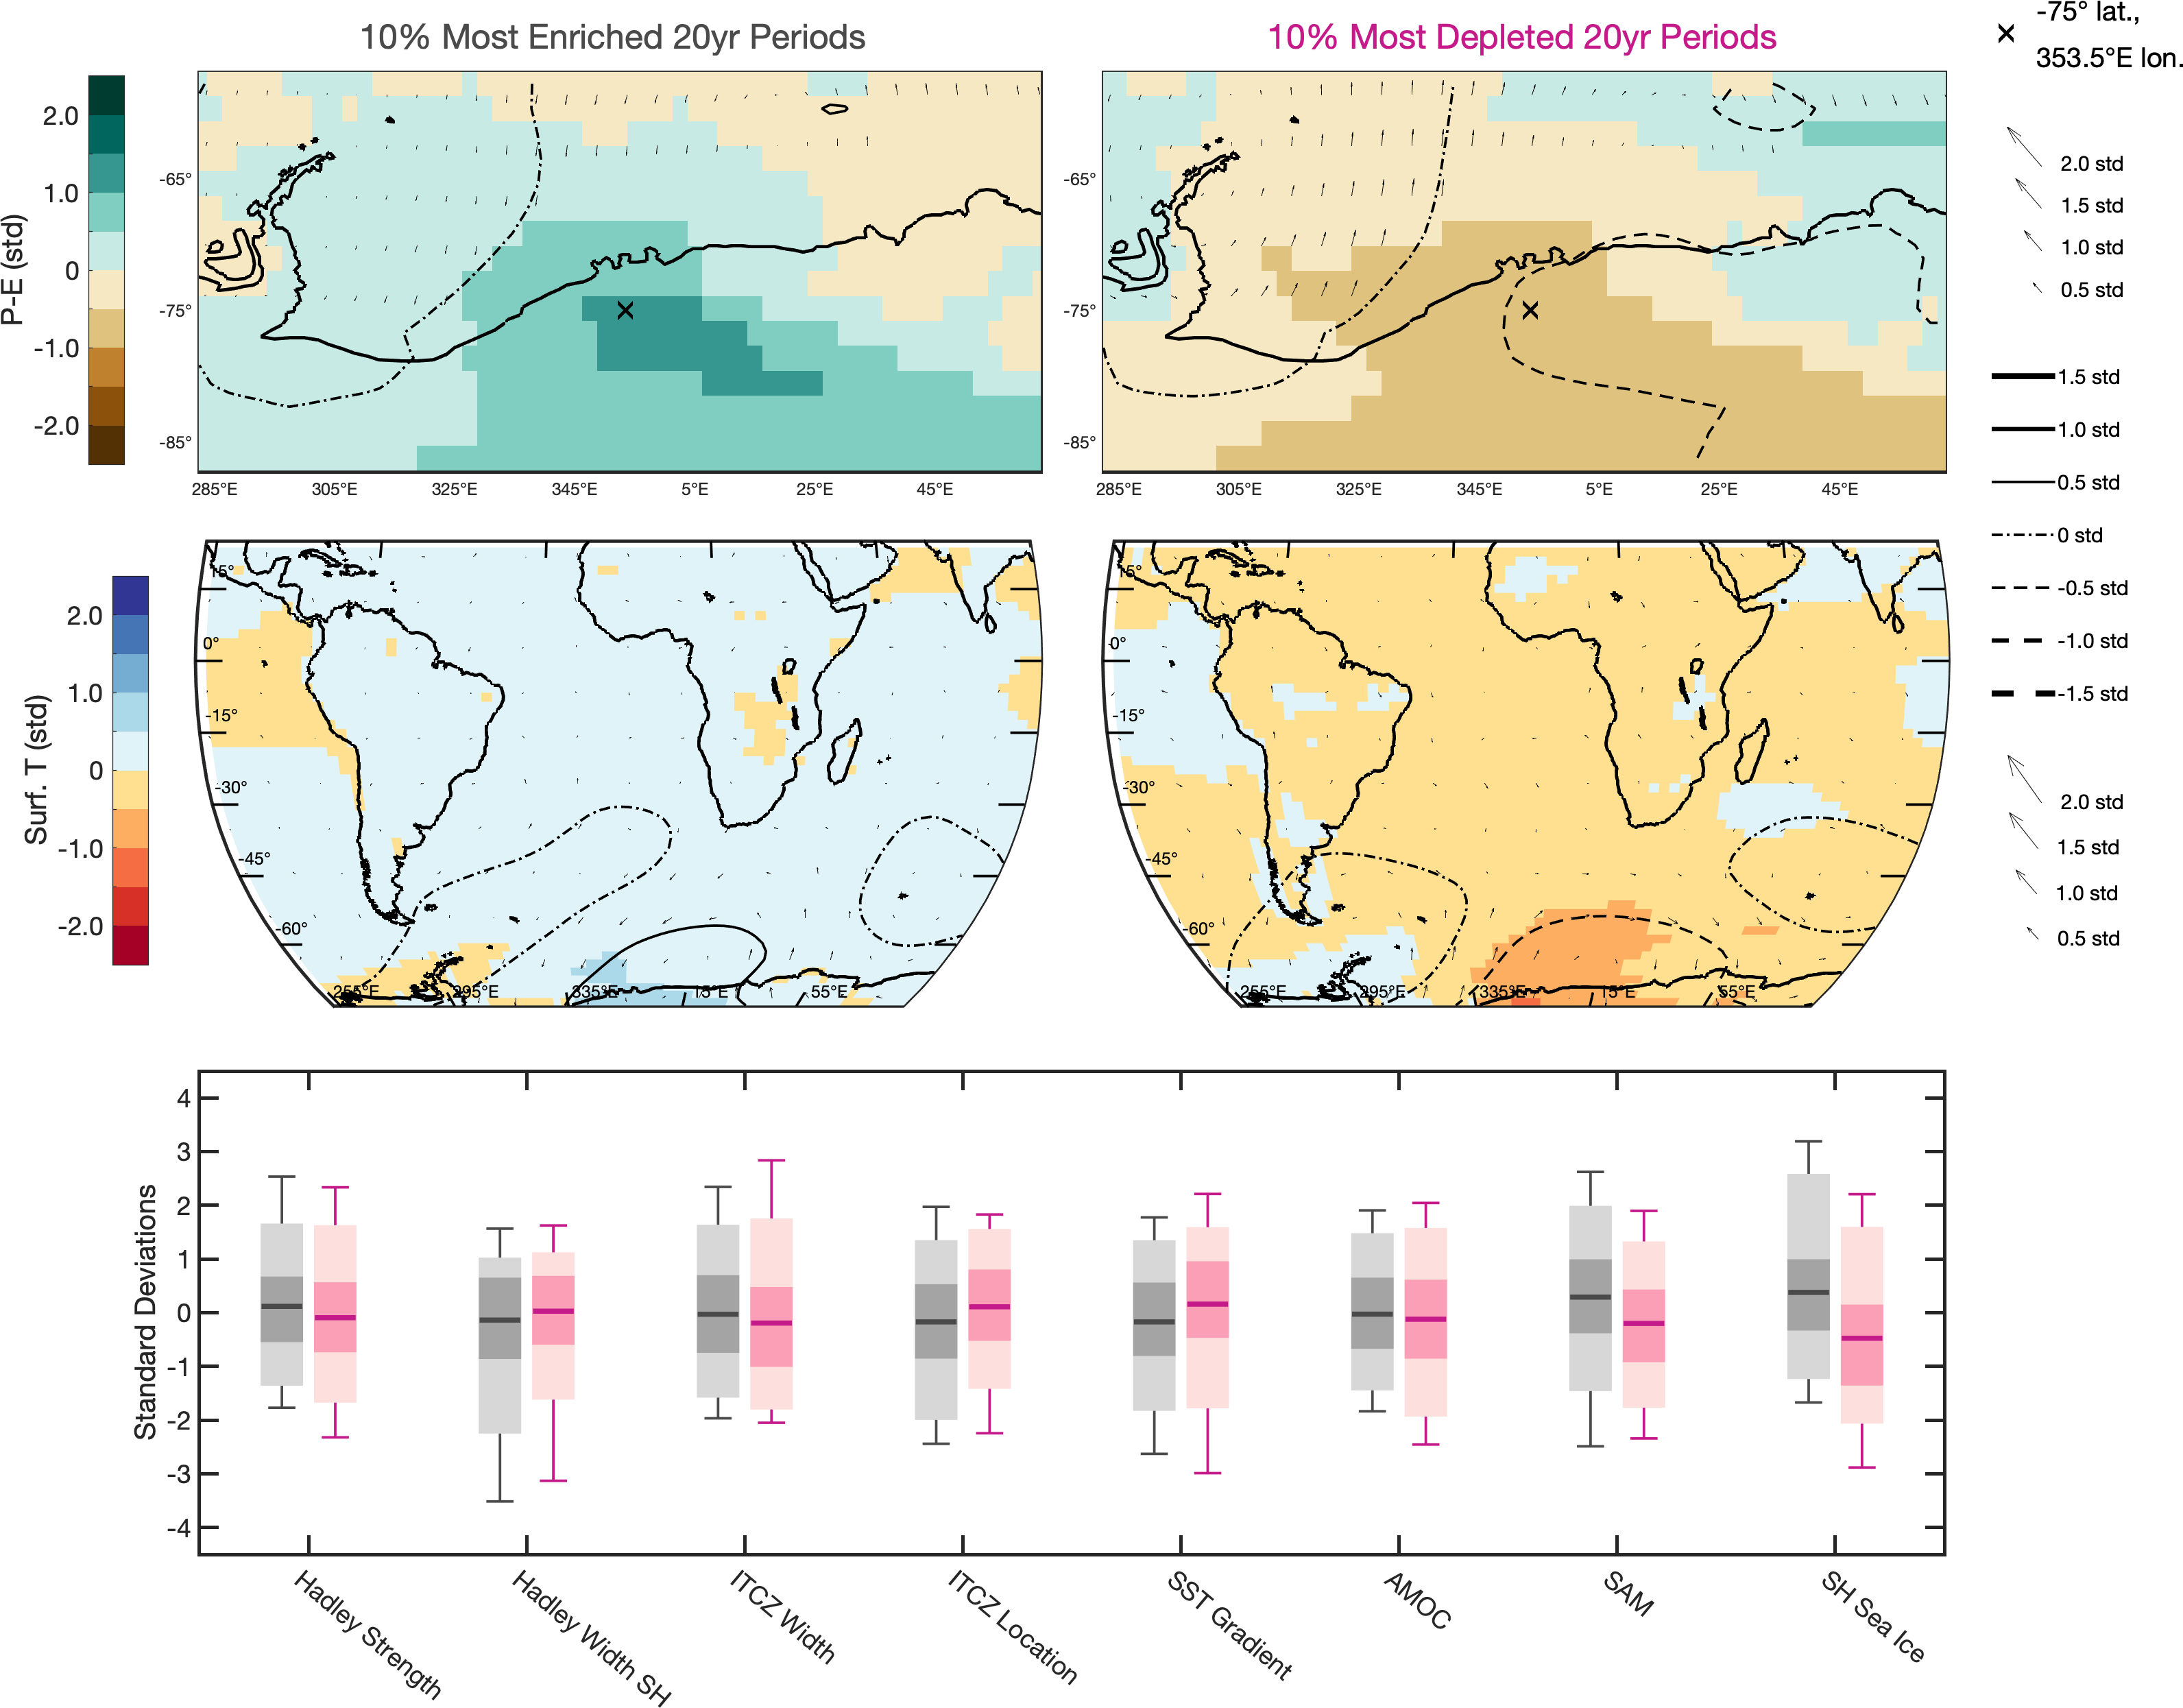 10% Most Enriched 20yr Periods
10% Most Depleted 20yr Periods
-75° lat.,
353.5°E lon.
P-E (std)
2.0
1.0
0
-1.0
-2.0
-65°
-75°
-85°
285°E 305°E 325°E 345°E 5°E 25°E 45°E
-65°
-75°
-85°
285°E 305°E 325°E 345°E 5°E 25°E 45°E
2.0 std
1.5 std
1.0 std
0.5 std
1.5 std
1.0 std
0.5 std
0 std
-0.5 std
-1.0 std
-1.5 std
2.0 std
1.5 std
1.0 std
0.5 std
Surf. T (std)
2.0
1.0
0
-1.0
-2.0
15°
0°
-15°
-30°
-45°
-60°
255°E 295°E 335°E 15°E 55°E
15°
0°
-15°
-30°
-45°
-60°
255°E 295°E 335°E 15°E 55°E
Standard Deviations
4
3
2
1
0
-1
-2
-3
-4
Hadley Strength
Hadley Width SH
ITCZ Width
ITCZ Location
SST Gradient
AMOC
SAM
SH Sea Ice